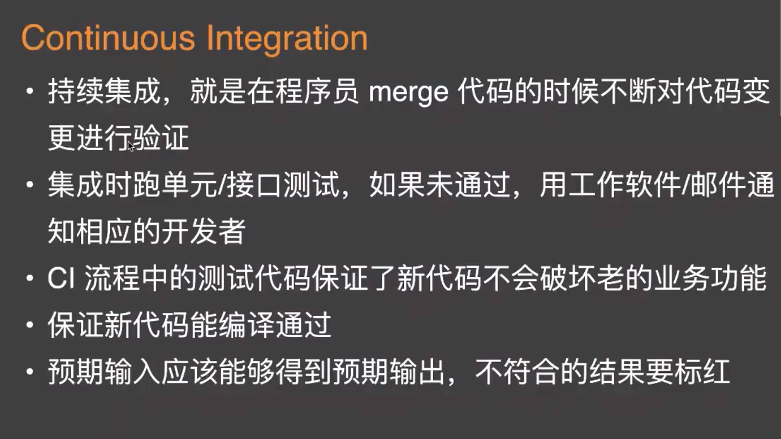 Continuous Integration
• 持续集成，就是在程序员 merge 代码的时候不断对代码变
更进行验证
• 集成时跑单元/接口测试，如果未通过，用工作软件/邮件通
知相应的开发者
• CI 流程中的测试代码保证了新代码不会破坏老的业务功能
• 保证新代码能编译通过
• 预期输入应该能够得到预期输出，不符合的结果要标红